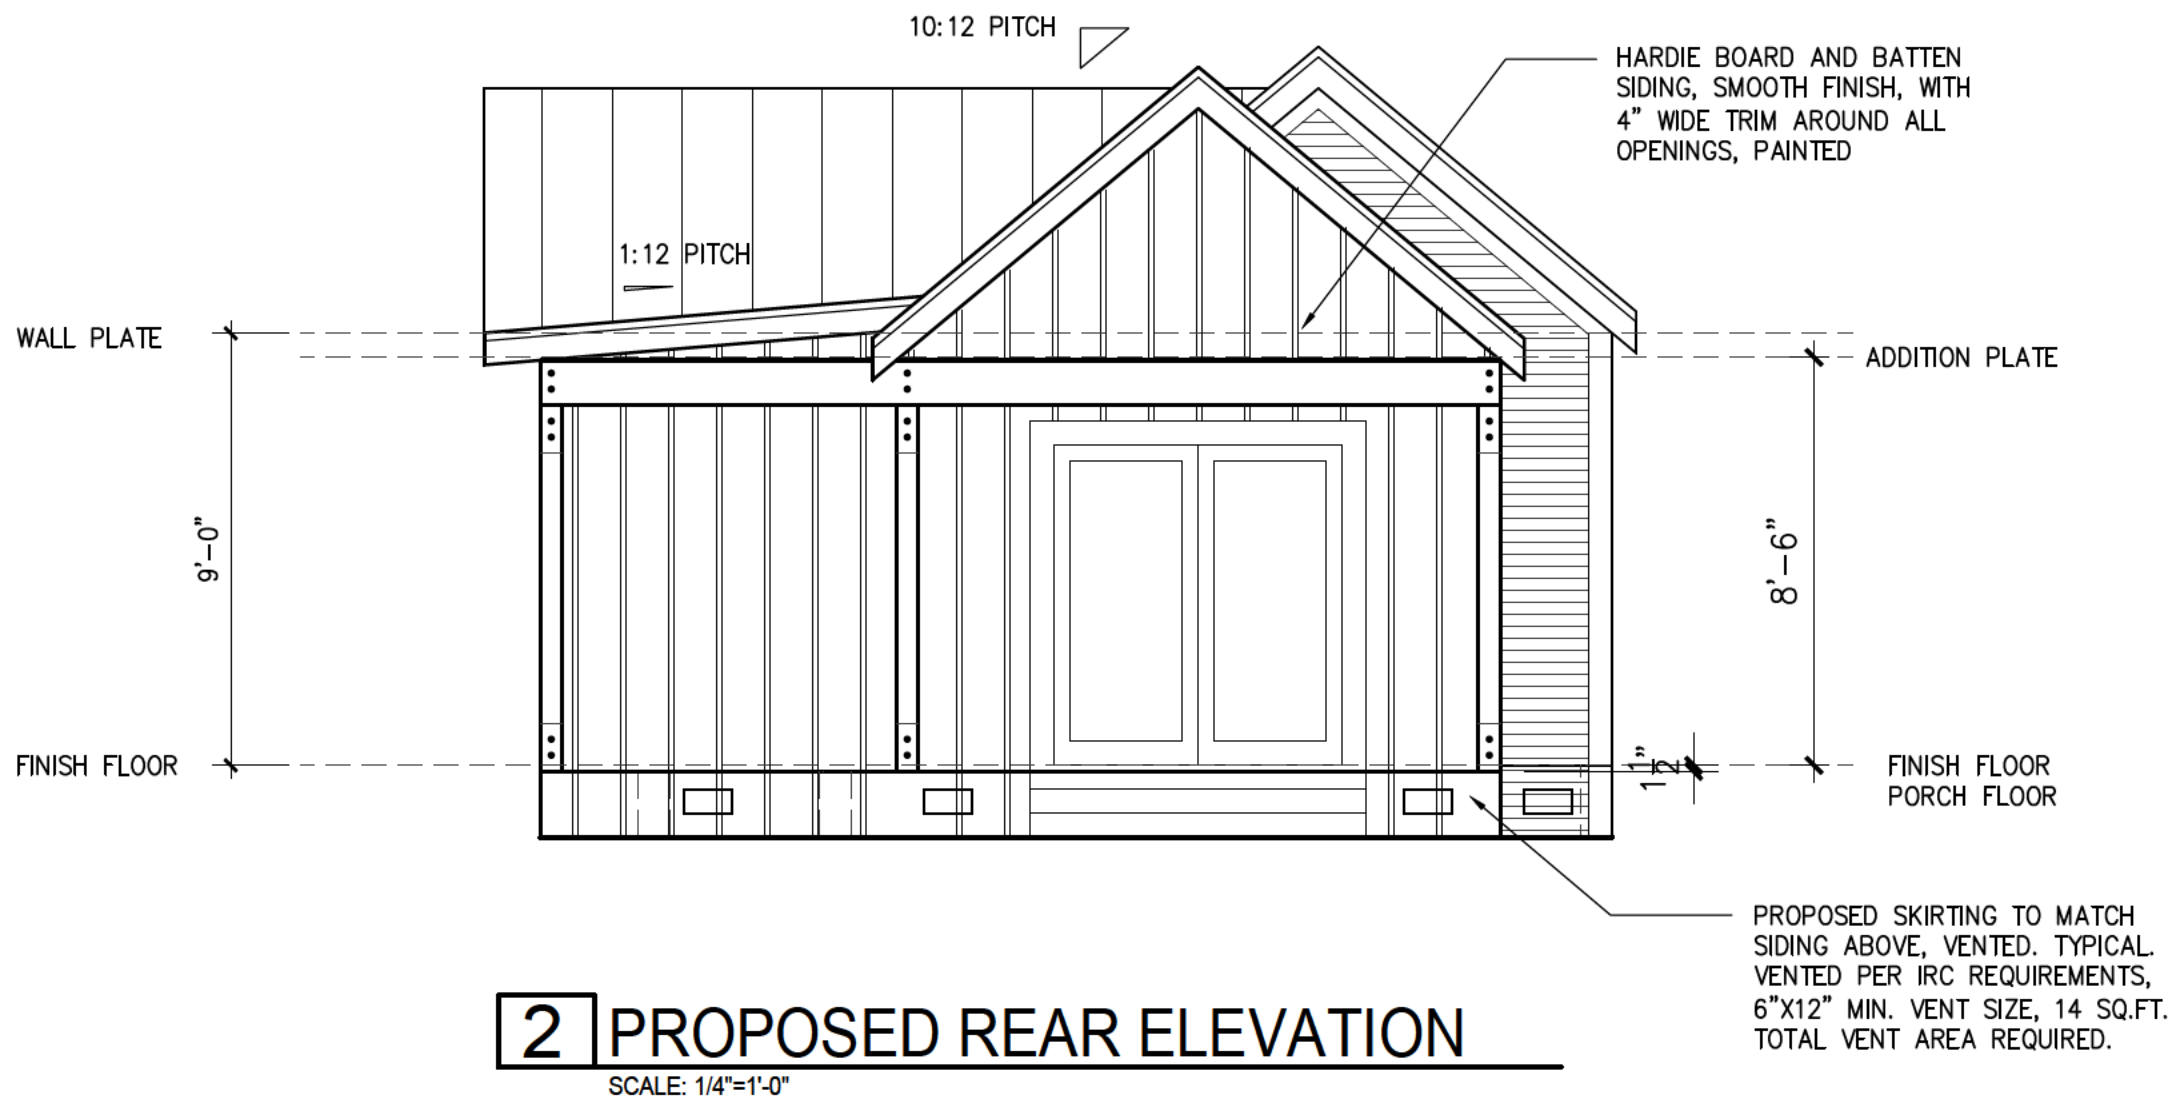 10:12 PITCH
HARDIE BOARD AND BATTEN
SIDING, SMOOTH FINISH, WITH
4" WIDE TRIM AROUND ALL
OPENINGS, PAINTED
1:12 PITCH
WALL PLATE
ADDITION PLATE
9'-0"
8'-6"
FINISH FLOOR
1 1/2"
FINISH FLOOR
PORCH FLOOR
PROPOSED SKIRTING TO MATCH
SIDING ABOVE, VENTED. TYPICAL.
VENTED PER IRC REQUIREMENTS,
6"X12" MIN. VENT SIZE, 14 SQ.FT.
TOTAL VENT AREA REQUIRED.
2 PROPOSED REAR ELEVATION
SCALE: 1/4"=1'-0"